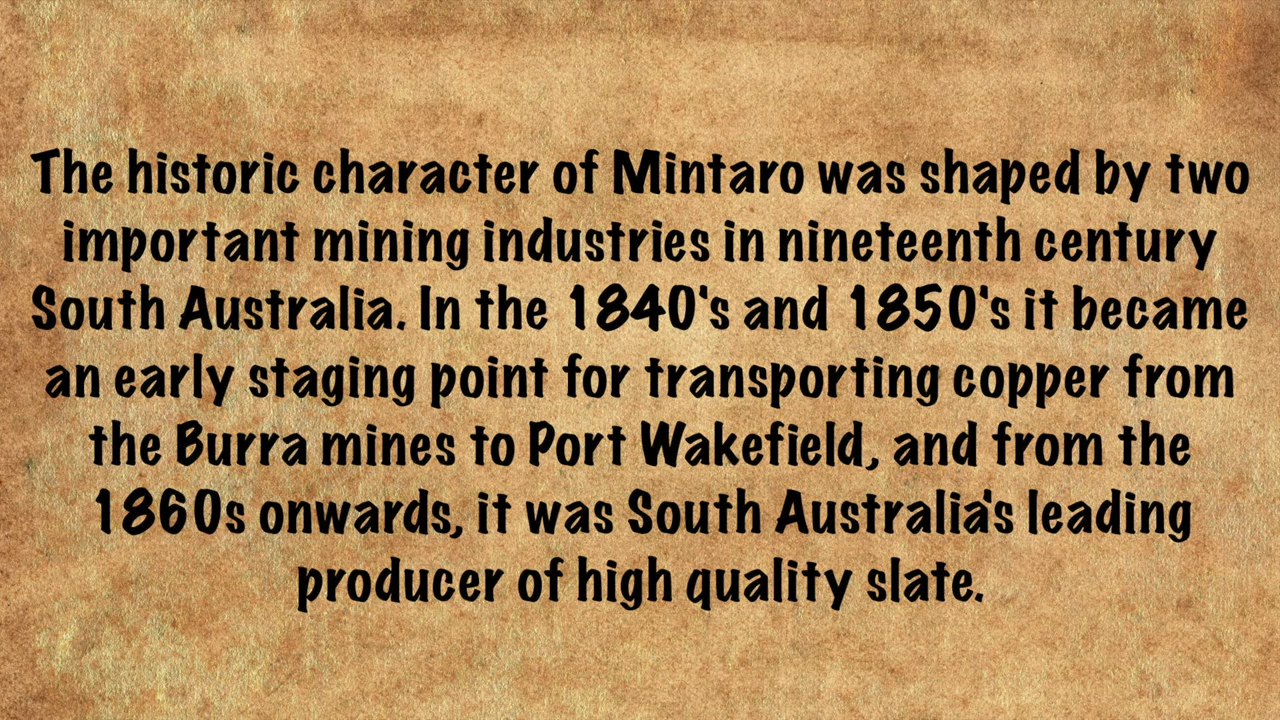 The historic character of Mintaro was shaped by two
important mining industries in nineteenth century
South Australia. In the 1840's and 1850's it became
an early staging point for transporting copper from
the Burra mines to Port Wakefield, and from the
1860s onwards, it was South Australia's leading
producer of high quality slate.